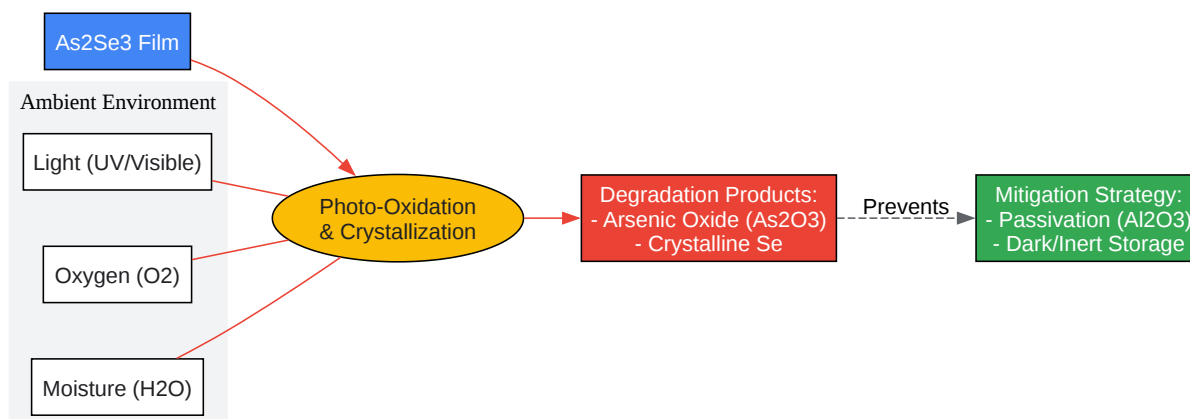 As2Se3 Film
Ambient Environment
Light (UV/Visible)
Oxygen (O2)
Moisture (H2O)
Photo-Oxidation
& Crystallization
Degradation Products:
- Arsenic Oxide (As2O3)
- Crystalline Se
Prevents
Mitigation Strategy:
- Passivation (Al2O3)
- Dark/Inert Storage